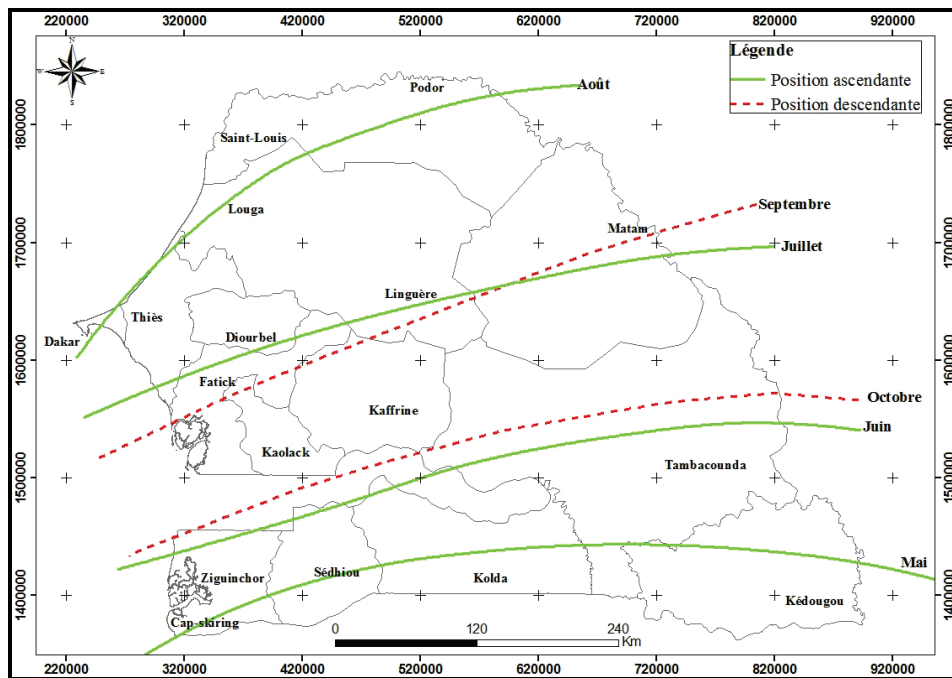 220000 320000 420000 520000 620000 720000 820000 920000
N
W E
S
Légende
Position ascendante
Position descendante
Podor
Août
1800000 1800000
Saint-Louis
Louga
Septembre
Matam
1700000 Juillet 1700000
Linguère
Thiès
Dakar
Diourbel
1600000 1600000
Fatick
Octobre
Kaffrine
Juin
Kaolack
Tambacounda
1500000 1500000
Mai
Ziguinchor Sédhiou Kolda
Kédougou
1400000 1400000
Cap-skiring
0 120 240
Km
220000 320000 420000 520000 620000 720000 820000 920000